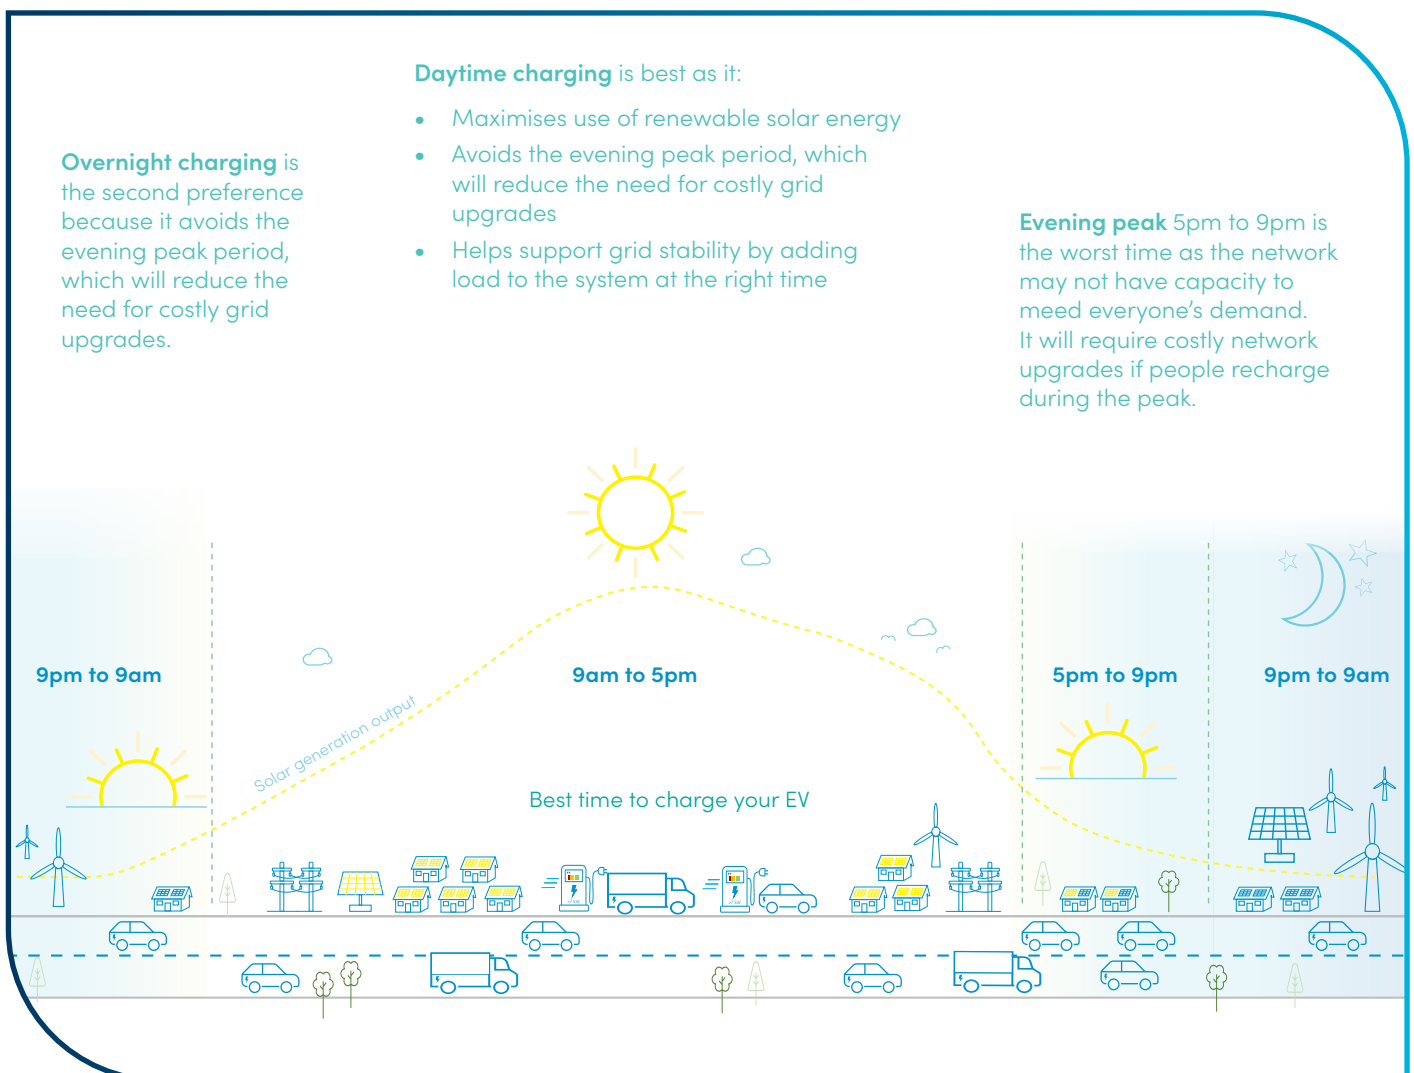 Daytime charging is best as it:
• Maximises use of renewable solar energy
• Avoids the evening peak period, which
will reduce the need for costly grid
upgrades
• Helps support grid stability by adding
load to the system at the right time
Overnight charging is
the second preference
because it avoids the
evening peak period,
which will reduce the
need for costly grid
upgrades.
Evening peak 5pm to 9pm is
the worst time as the network
may not have capacity to
meed everyone's demand.
It will require costly network
upgrades if people recharge
during the peak.
9pm to 9am
9am to 5pm
5pm to 9pm
9pm to 9am
Solar generation output
Best time to charge your EV